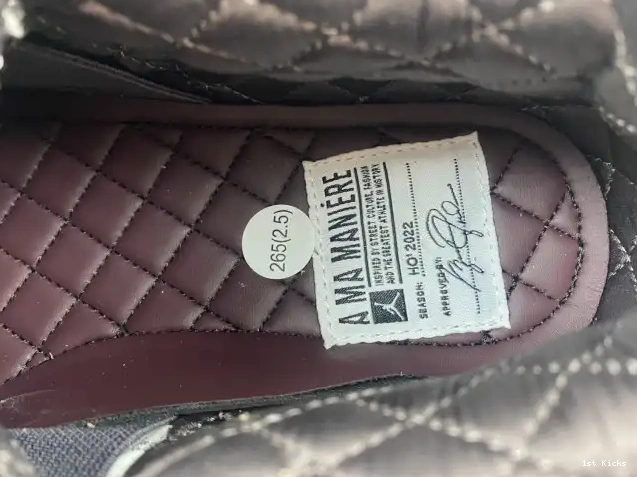 265(2.5)
A MA MANIÉRE
INSPIRED BY STREET CULTURE, FASHION
AND THE GREATEST ATHLETE IN HISTORY
SEASON: HO' 2022
APPROVED BY:
1st Kicks